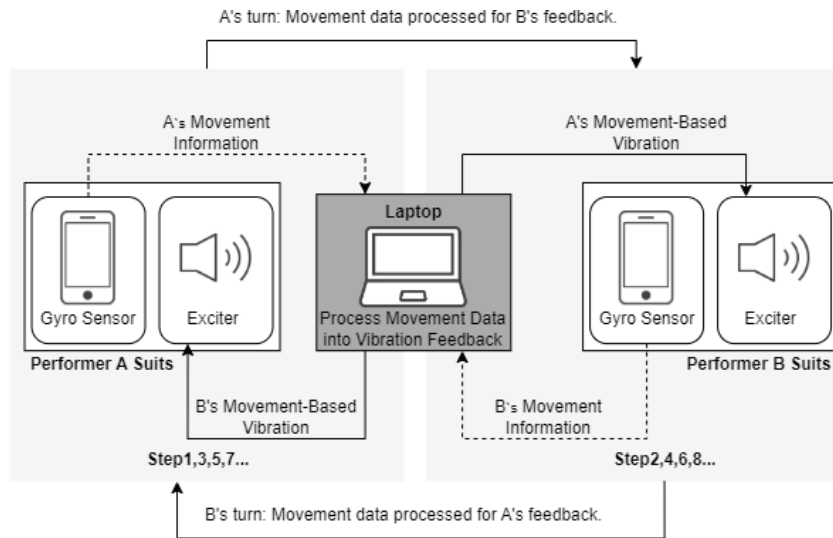 A's turn: Movement data processed for B's feedback.
A`s Movement
Information
A's Movement-Based
Vibration
Laptop
Gyro Sensor
Exciter
Process Movement Data
into Vibration Feedback
Gyro Sensor
Exciter
Performer A Suits
Performer B Suits
B's Movement-Based
Vibration
B`s Movement
Information
Step1,3,5,7...
Step2,4,6,8...
B's turn: Movement data processed for A's feedback.